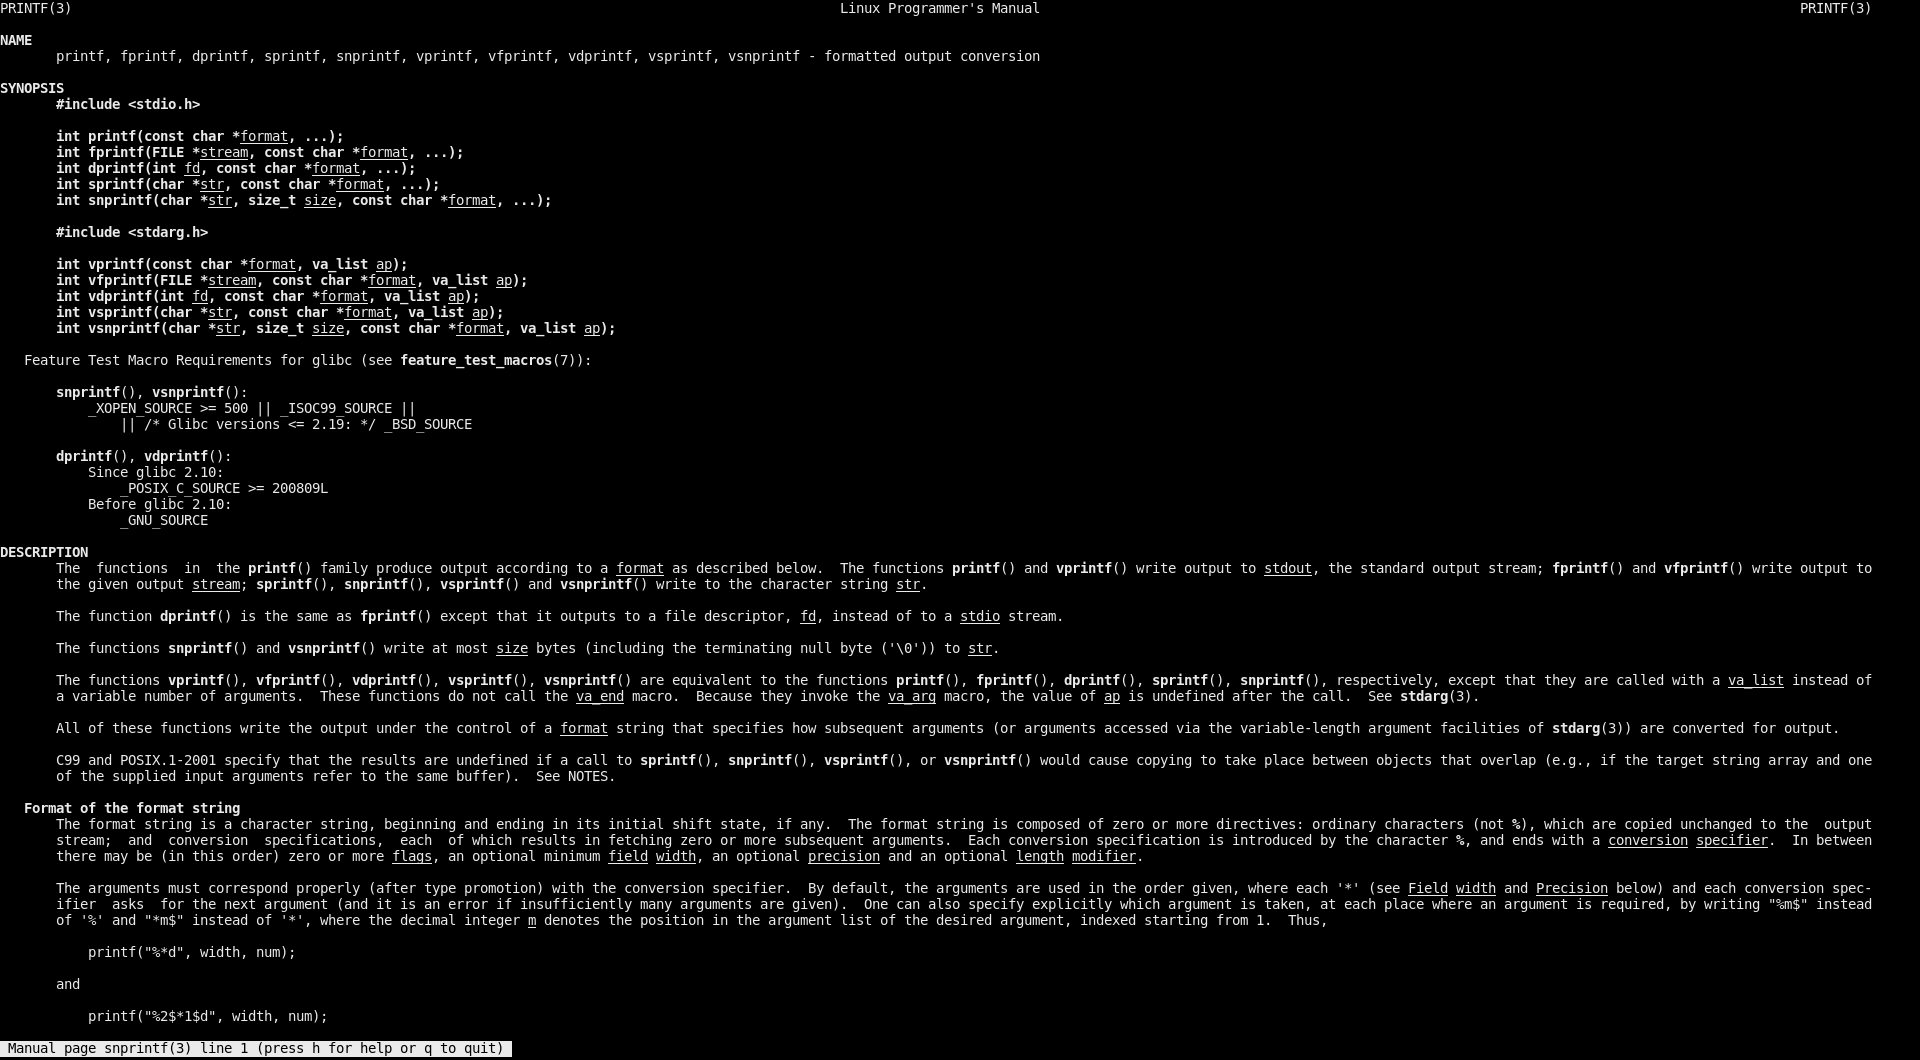 PRINTF(3) Linux Programmer's Manual PRINTF(3)
NAME
printf, fprintf, dprintf, sprintf, snprintf, vprintf, vfprintf, vdprintf, vsprintf, vsnprintf - formatted output conversion
SYNOPSIS
#include <stdio.h>
int printf(const char *format, ...);
int fprintf(FILE *stream, const char *format, ...);
int dprintf(int fd, const char *format, ...);
int sprintf(char *str, const char *format, ...);
int snprintf(char *str, size_t size, const char *format, ...);
#include <stdarg.h>
int vprintf(const char *format, va_list ap);
int vfprintf(FILE *stream, const char *format, va_list ap);
int vdprintf(int fd, const char *format, va_list ap);
int vsprintf(char *str, const char *format, va_list ap);
int vsnprintf(char *str, size_t size, const char *format, va_list ap);
Feature Test Macro Requirements for glibc (see feature_test_macros(7)):
snprintf(), vsnprintf():
_XOPEN_SOURCE >= 500 || _ISOC99_SOURCE ||
|| /* Glibc versions <= 2.19: */ _BSD_SOURCE
dprintf(), vdprintf():
Since glibc 2.10:
_POSIX_C_SOURCE >= 200809L
Before glibc 2.10:
_GNU_SOURCE
DESCRIPTION
The functions in the printf() family produce output according to a format as described below. The functions printf() and vprintf() write output to stdout, the standard output stream; fprintf() and vfprintf() write output to
the given output stream; sprintf(), snprintf(), vsprintf() and vsnprintf() write to the character string str.
The function dprintf() is the same as fprintf() except that it outputs to a file descriptor, fd, instead of to a stdio stream.
The functions snprintf() and vsnprintf() write at most size bytes (including the terminating null byte ('\0')) to str.
The functions vprintf(), vfprintf(), vdprintf(), vsprintf(), vsnprintf() are equivalent to the functions printf(), fprintf(), dprintf(), sprintf(), snprintf(), respectively, except that they are called with a va_list instead of
a variable number of arguments. These functions do not call the va_end macro. Because they invoke the va_arg macro, the value of ap is undefined after the call. See stdarg(3).
All of these functions write the output under the control of a format string that specifies how subsequent arguments (or arguments accessed via the variable-length argument facilities of stdarg(3)) are converted for output.
C99 and POSIX.1-2001 specify that the results are undefined if a call to sprintf(), snprintf(), vsprintf(), or vsnprintf() would cause copying to take place between objects that overlap (e.g., if the target string array and one
of the supplied input arguments refer to the same buffer). See NOTES.
Format of the format string
The format string is a character string, beginning and ending in its initial shift state, if any. The format string is composed of zero or more directives: ordinary characters (not %), which are copied unchanged to the output
stream; and conversion specifications, each of which results in fetching zero or more subsequent arguments. Each conversion specification is introduced by the character %, and ends with a conversion specifier. In between
there may be (in this order) zero or more flags, an optional minimum field width, an optional precision and an optional length modifier.
The arguments must correspond properly (after type promotion) with the conversion specifier. By default, the arguments are used in the order given, where each '*' (see Field width and Precision below) and each conversion spec-
ifier asks for the next argument (and it is an error if insufficiently many arguments are given). One can also specify explicitly which argument is taken, at each place where an argument is required, by writing "%m$" instead
of '%' and "*m$" instead of '*', where the decimal integer m denotes the position in the argument list of the desired argument, indexed starting from 1. Thus,
printf("%*d", width, num);
and
printf("%2$*1$d", width, num);
Manual page snprintf(3) line 1 (press h for help or q to quit)